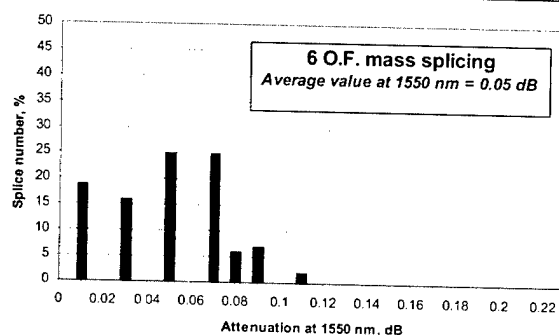 6 O.F. mass splicing
Average value at 1550 nm = 0.05 dB
Splice number, %
50
45
40
35
30
25
20
15
10
5
0
0 0.02 0 04 0.06 0.08 0.1 0.12 0.14 0.16 0.18 0.2 0.22
Attenuation at 1550 nm, dB